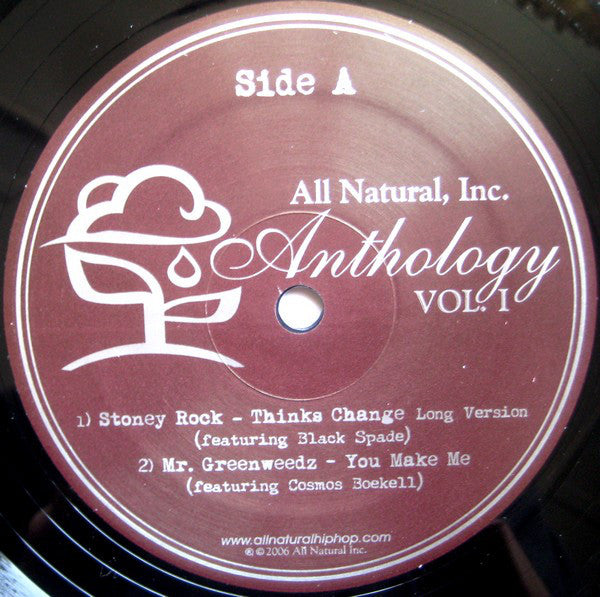 Side A
All Natural, Inc.
Anthology
VOL. I
1) Stoney Rock - Thinks Change Long Version
(featuring Black Spade)
2) Mr. Greenweedz - You Make Me
(featuring Cosmos Boekell)
www.allnaturalhiphop.com
℗ © 2006 All Natural Inc.